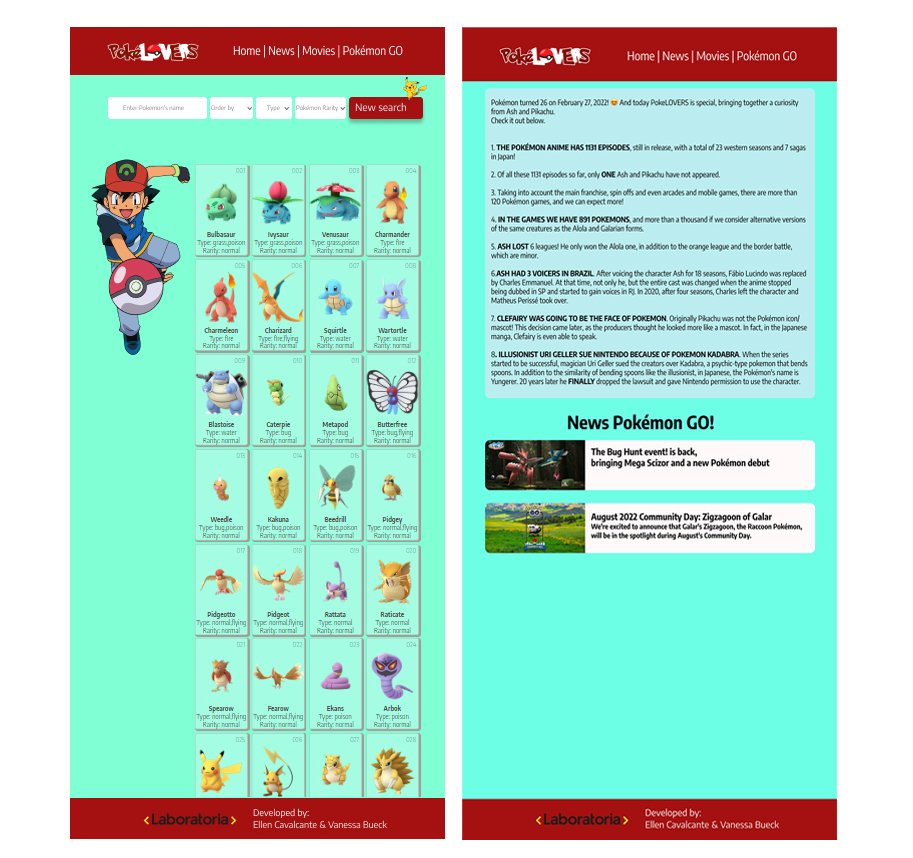 PokeLOVERS
Home | News | Movies | Pokémon GO
Enter Pokemon's name
Order by
Type
Pokémon Rarity
New search
001
002
003
004
Bulbasaur
Ivysaur
Venusaur
Charmander
Type: grass,poison
Type: grass,poison
Type: grass,poison
Type: fire
Rarity: normal
Rarity: normal
Rarity: normal
Rarity: normal
005
006
007
008
Charmeleon
Charizard
Squirtle
Wartortle
Type: fire
Type: fire,flying
Type: water
Type: water
Rarity: normal
Rarity: normal
Rarity: normal
Rarity: normal
009
010
011
012
Blastoise
Caterpie
Metapod
Butterfree
Type: water
Type: bug
Type: bug
Type: bug,flying
Rarity: normal
Rarity: normal
Rarity: normal
Rarity: normal
013
014
015
016
Weedle
Kakuna
Beedrill
Pidgey
Type: bug,poison
Type: bug,poison
Type: bug,poison
Type: normal,flying
Rarity: normal
Rarity: normal
Rarity: normal
Rarity: normal
017
018
019
020
Pidgeotto
Pidgeot
Rattata
Raticate
Type: normal,flying
Type: normal,flying
Type: normal
Type: normal
Rarity: normal
Rarity: normal
Rarity: normal
Rarity: normal
021
022
023
024
Spearow
Fearow
Ekans
Arbok
Type: normal,flying
Type: normal,flying
Type: poison
Type: poison
Rarity: normal
Rarity: normal
Rarity: normal
Rarity: normal
025
026
027
028
<Laboratoria>
Developed by:
Ellen Cavalcante & Vanessa Bueck
PokeLOVERS
Home | News | Movies | Pokémon GO
Pokémon turned 26 on February 27, 2022! 😍 And today PokeLOVERS is special, bringing together a curiosity
from Ash and Pikachu.
Check it out below.
1. THE POKÉMON ANIME HAS 1131 EPISODES, still in release, with a total of 23 western seasons and 7 sagas
in Japan!
2. Of all these 1131 episodes so far, only ONE Ash and Pikachu have not appeared.
3. Taking into account the main franchise, spin offs and even arcades and mobile games, there are more than
120 Pokémon games, and we can expect more!
4. IN THE GAMES WE HAVE 891 POKEMONS, and more than a thousand if we consider alternative versions
of the same creatures as the Alola and Galarian forms.
5. ASH LOST 6 leagues! He only won the Alola one, in addition to the orange league and the border battle,
which are minor.
6.ASH HAD 3 VOICERS IN BRAZIL. After voicing the character Ash for 18 seasons, Fábio Lucindo was replaced
by Charles Emmanuel. At that time, not only he, but the entire cast was changed when the anime stopped
being dubbed in SP and started to gain voices in RJ. In 2020, after four seasons, Charles left the character and
Matheus Perissé took over.
7. CLEFAIRY WAS GOING TO BE THE FACE OF POKEMON. Originally Pikachu was not the Pokémon icon/
mascot! This decision came later, as the producers thought he looked more like a mascot. In fact, in the Japanese
manga, Clefairy is even able to speak.
8. ILLUSIONIST URI GELLER SUE NINTENDO BECAUSE OF POKEMON KADABRA. When the series
started to be successful, magician Uri Geller sued the creators over Kadabra, a psychic-type pokemon that bends
spoons. In addition to the similarity of bending spoons like the illusionist, in Japanese, the Pokémon's name is
Yungerer. 20 years later he FINALLY dropped the lawsuit and gave Nintendo permission to use the character.
News Pokémon GO!
The Bug Hunt event! is back,
bringing Mega Scizor and a new Pokémon debut
August 2022 Community Day: Zigzagoon of Galar
We're excited to announce that Galar's Zigzagoon, the Raccoon Pokémon,
will be in the spotlight during August's Community Day.
<Laboratoria>
Developed by:
Ellen Cavalcante & Vanessa Bueck